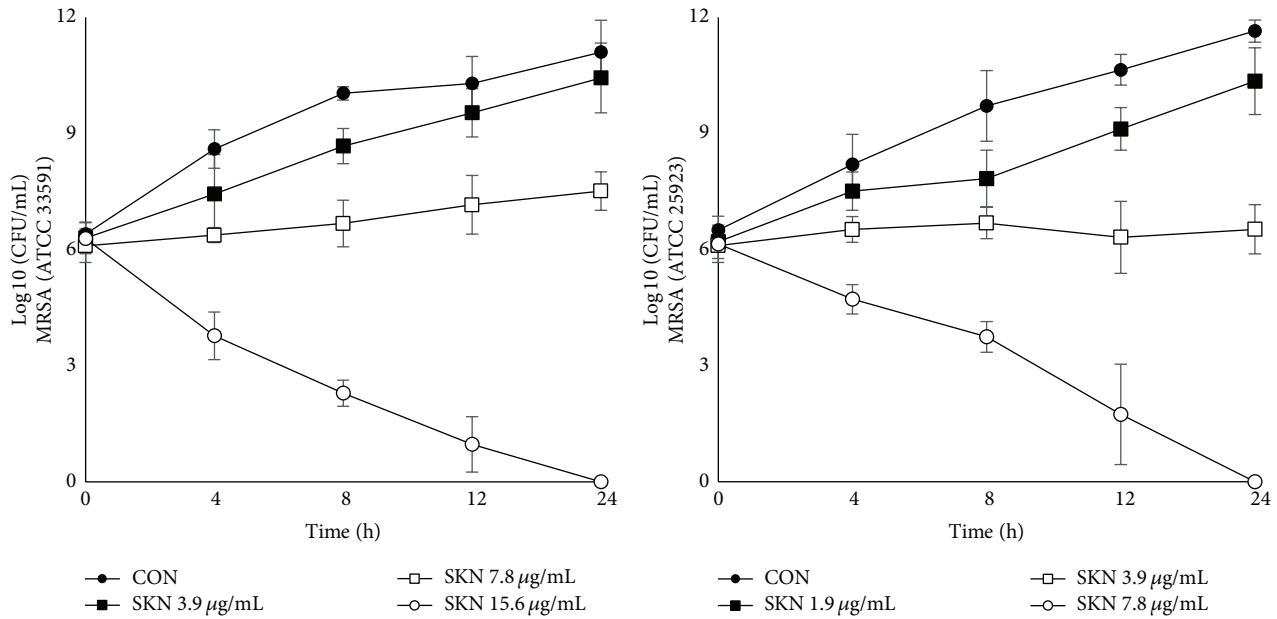 12
9
6
3
0
Log10 (CFU/mL)
MRSA (ATCC 33591)
0 4 8 12 24
Time (h)
CON
SKN 3.9 μg/mL
SKN 7.8 μg/mL
SKN 15.6 μg/mL
12
9
6
3
0
Log10 (CFU/mL)
MRSA (ATCC 25923)
0 4 8 12 24
Time (h)
CON
SKN 1.9 μg/mL
SKN 3.9 μg/mL
SKN 7.8 μg/mL